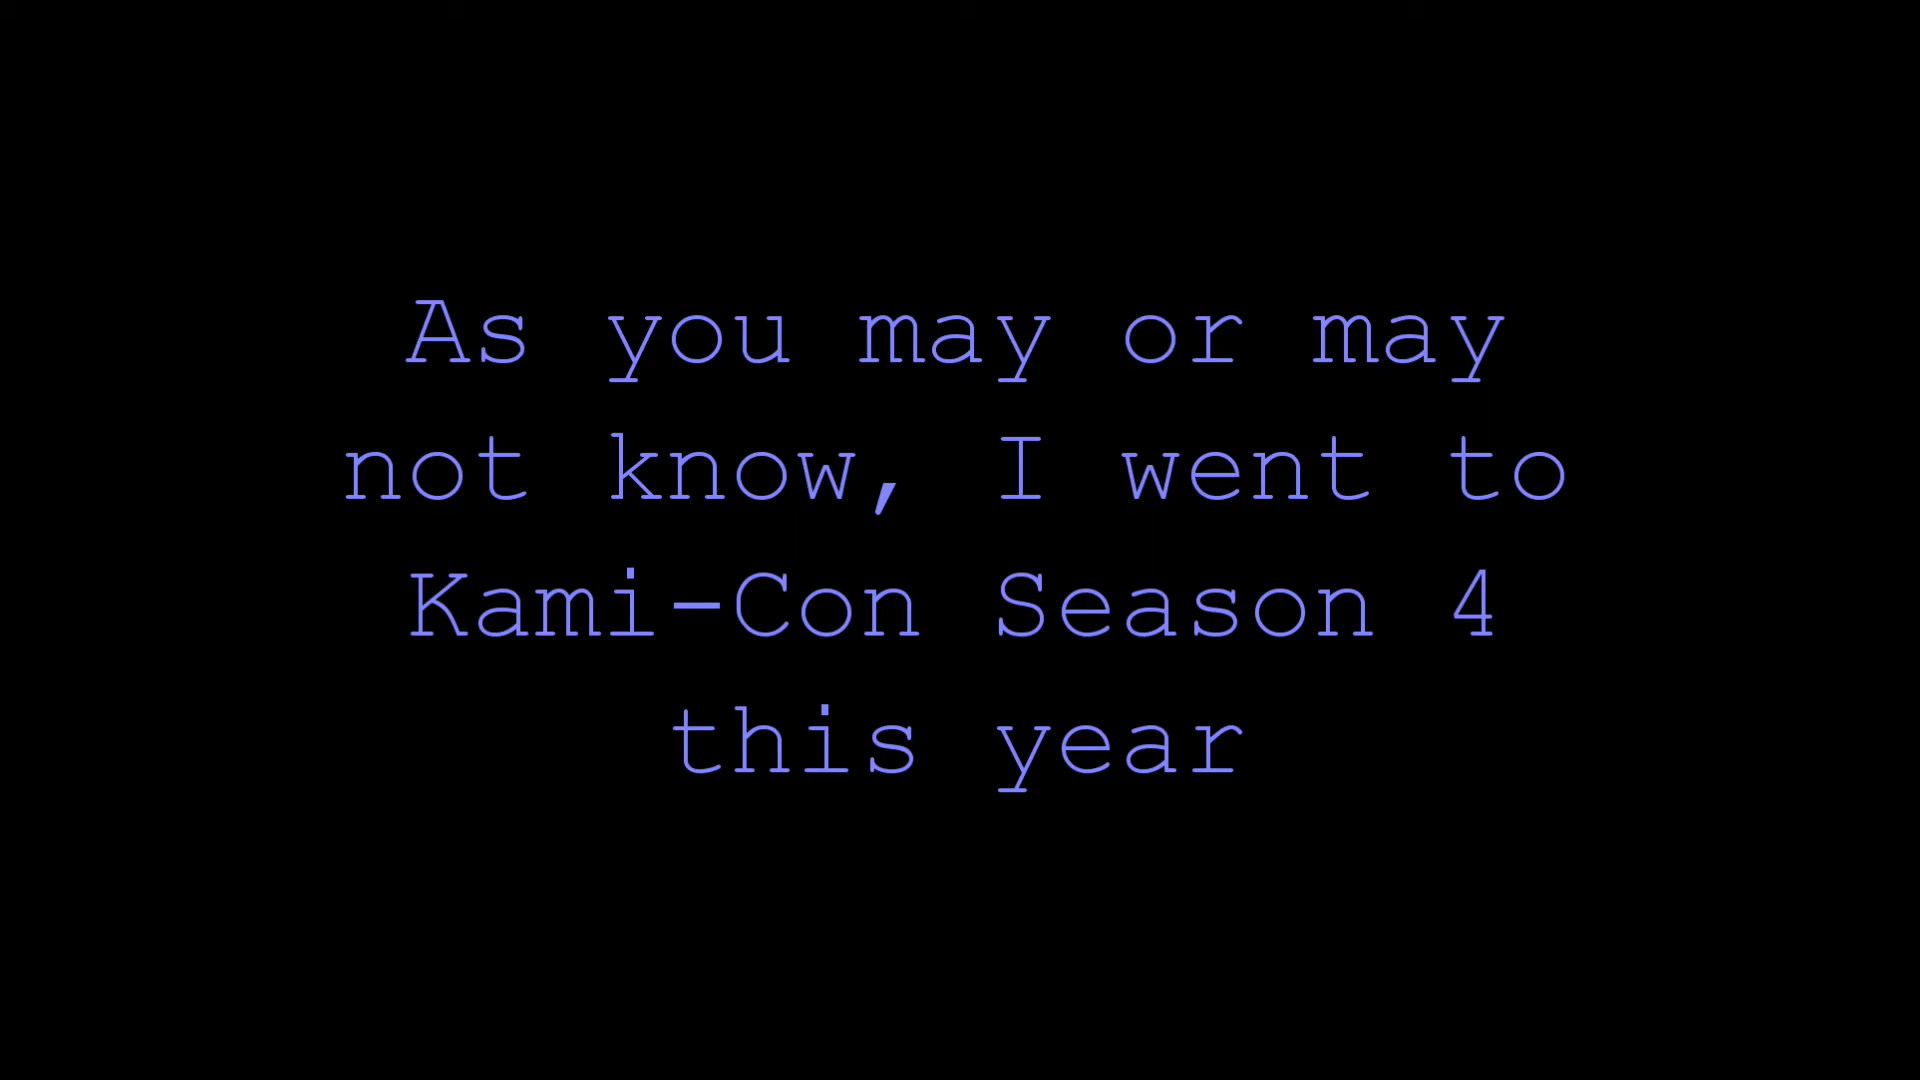 As you may or may
not know, I went to
Kami-Con Season 4
this year